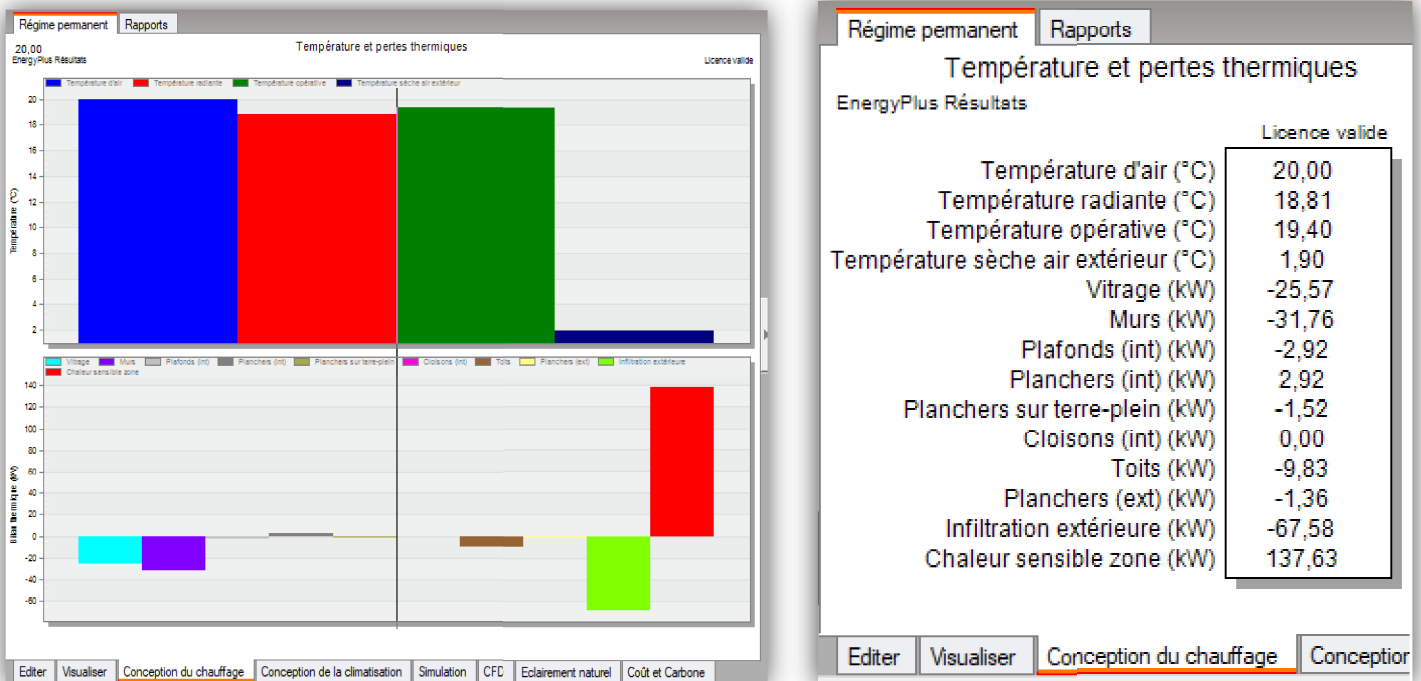 Régime permanent Rapports
20,00
Température et pertes thermiques
EnergyPlus Résultats
Licence valide
Température d'air Température radiante Température opérative Température sèche air extérieur
20
18
16
14
12
10
8
6
4
2
Température (°C)
Vitrage Murs Plafonds (int) Planchers (int) Planchers sur terre-plein Cloisons (int) Toits Planchers (ext) Infiltration extérieure
Chaleur sensible zone
140
120
100
80
60
40
20
0
-20
-40
-60
Bilan thermique (kW)
Editer Visualiser Conception du chauffage Conception de la climatisation Simulation CFD Eclairement naturel Coût et Carbone
Régime permanent Rapports
Température et pertes thermiques
EnergyPlus Résultats
Licence valide
Température d'air (°C) 20,00
Température radiante (°C) 18,81
Température opérative (°C) 19,40
Température sèche air extérieur (°C) 1,90
Vitrage (kW) -25,57
Murs (kW) -31,76
Plafonds (int) (kW) -2,92
Planchers (int) (kW) 2,92
Planchers sur terre-plein (kW) -1,52
Cloisons (int) (kW) 0,00
Toits (kW) -9,83
Planchers (ext) (kW) -1,36
Infiltration extérieure (kW) -67,58
Chaleur sensible zone (kW) 137,63
Editer Visualiser Conception du chauffage Conception